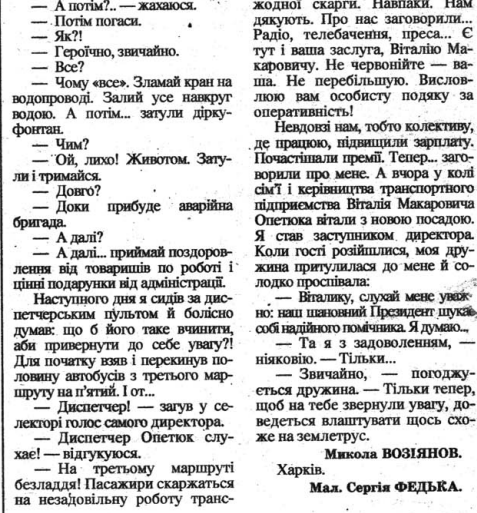 — А потім?.. — жахаюся.
— Потім погаси.
— Як?!
— Героїчно, звичайно.
— Все?
— Чому «все». Зламай кран на
водопроводі. Залий усе навкруг
водою. А потім... затули дірку-
фонтан.
— Чим?
— Ой, лихо! Животом. Зату-
ли і тримайся.
— Довго?
— Доки прибуде аварійна
бригада.
— А далі?
— А далі... приймай поздоров-
лення від товаришів по роботі і
цінні подарунки від адміністрації.
Наступного дня я сидів за дис-
петчерським пультом й болісно
думав: що б його таке вчинити,
аби привернути до себе увагу?!
Для початку взяв і перекинув по-
ловину автобусів з третього мар-
шруту на п'ятий. І от...
— Диспетчер! — загув у се-
лекторі голос самого директора.
— Диспетчер Опетюк слу-
хає! — відгукуюся.
— На третьому маршруті
безладдя! Пасажири скаржаться
на незадовільну роботу транс-
жодної скарги. Навпаки. Нам
дякують. Про нас заговорили...
Радіо, телебачення, преса... Є
тут і ваша заслуга, Віталію Ма-
каровичу. Не червонійте — ва-
ша. Не перебільшую. Вислов-
люю вам особисту подяку за
оперативність!
Невдовзі нам, тобто колективу,
де працюю, підвищили зарплату.
Почастішали премії. Тепер... заго-
ворили про мене. А вчора у колі
сім'ї і керівництва транспортного
підприємства Віталія Макаровича
Опетюка вітали з новою посадою.
Я став заступником директора.
Коли гості розійшлися, моя дру-
жина притулилася до мене й со-
лодко проспівала:
— Віталику, слухай мене уваж-
но: наш шановний Президент шукає
собі надійного помічника. Я думаю...
— Та я з задоволенням, —
ніяковію. — Тільки...
— Звичайно, — погоджу-
ється дружина. — Тільки тепер,
щоб на тебе звернули увагу, до-
ведеться влаштувати щось схо-
же на землетрус.
Микола ВОЗІЯНОВ.
Харків.
Мал. Сергія ФЕДЬКА.